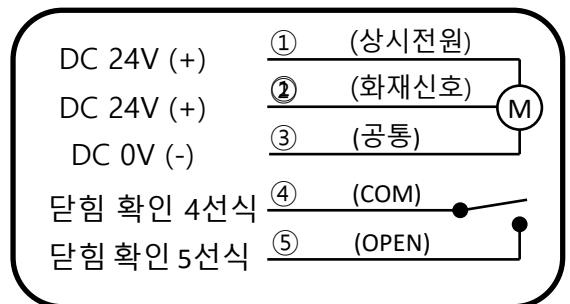 DC 24V (+) ① (상시전원)
DC 24V (+) ② (화재신호)
M
DC 0V (-) ③ (공통)
닫힘 확인 4선식 ④ (COM)
닫힘 확인 5선식 ⑤ (OPEN)